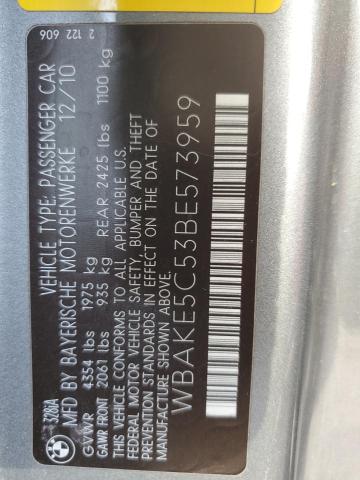 328iA
VEHICLE TYPE: PASSENGER CAR
MFD BY BAYERISCHE MOTORENWERKE 12/10
GVWR 4354 lbs 1975 kg
GAWR FRONT 2061 lbs 935 kg REAR 2425 lbs 1100 kg
THIS VEHICLE CONFORMS TO ALL APPLICABLE U.S.
FEDERAL MOTOR VEHICLE SAFETY, BUMPER AND THEFT
PREVENTION STANDARDS IN EFFECT ON THE DATE OF
MANUFACTURE SHOWN ABOVE.
WBAKE5C53BE573959
2 122 606